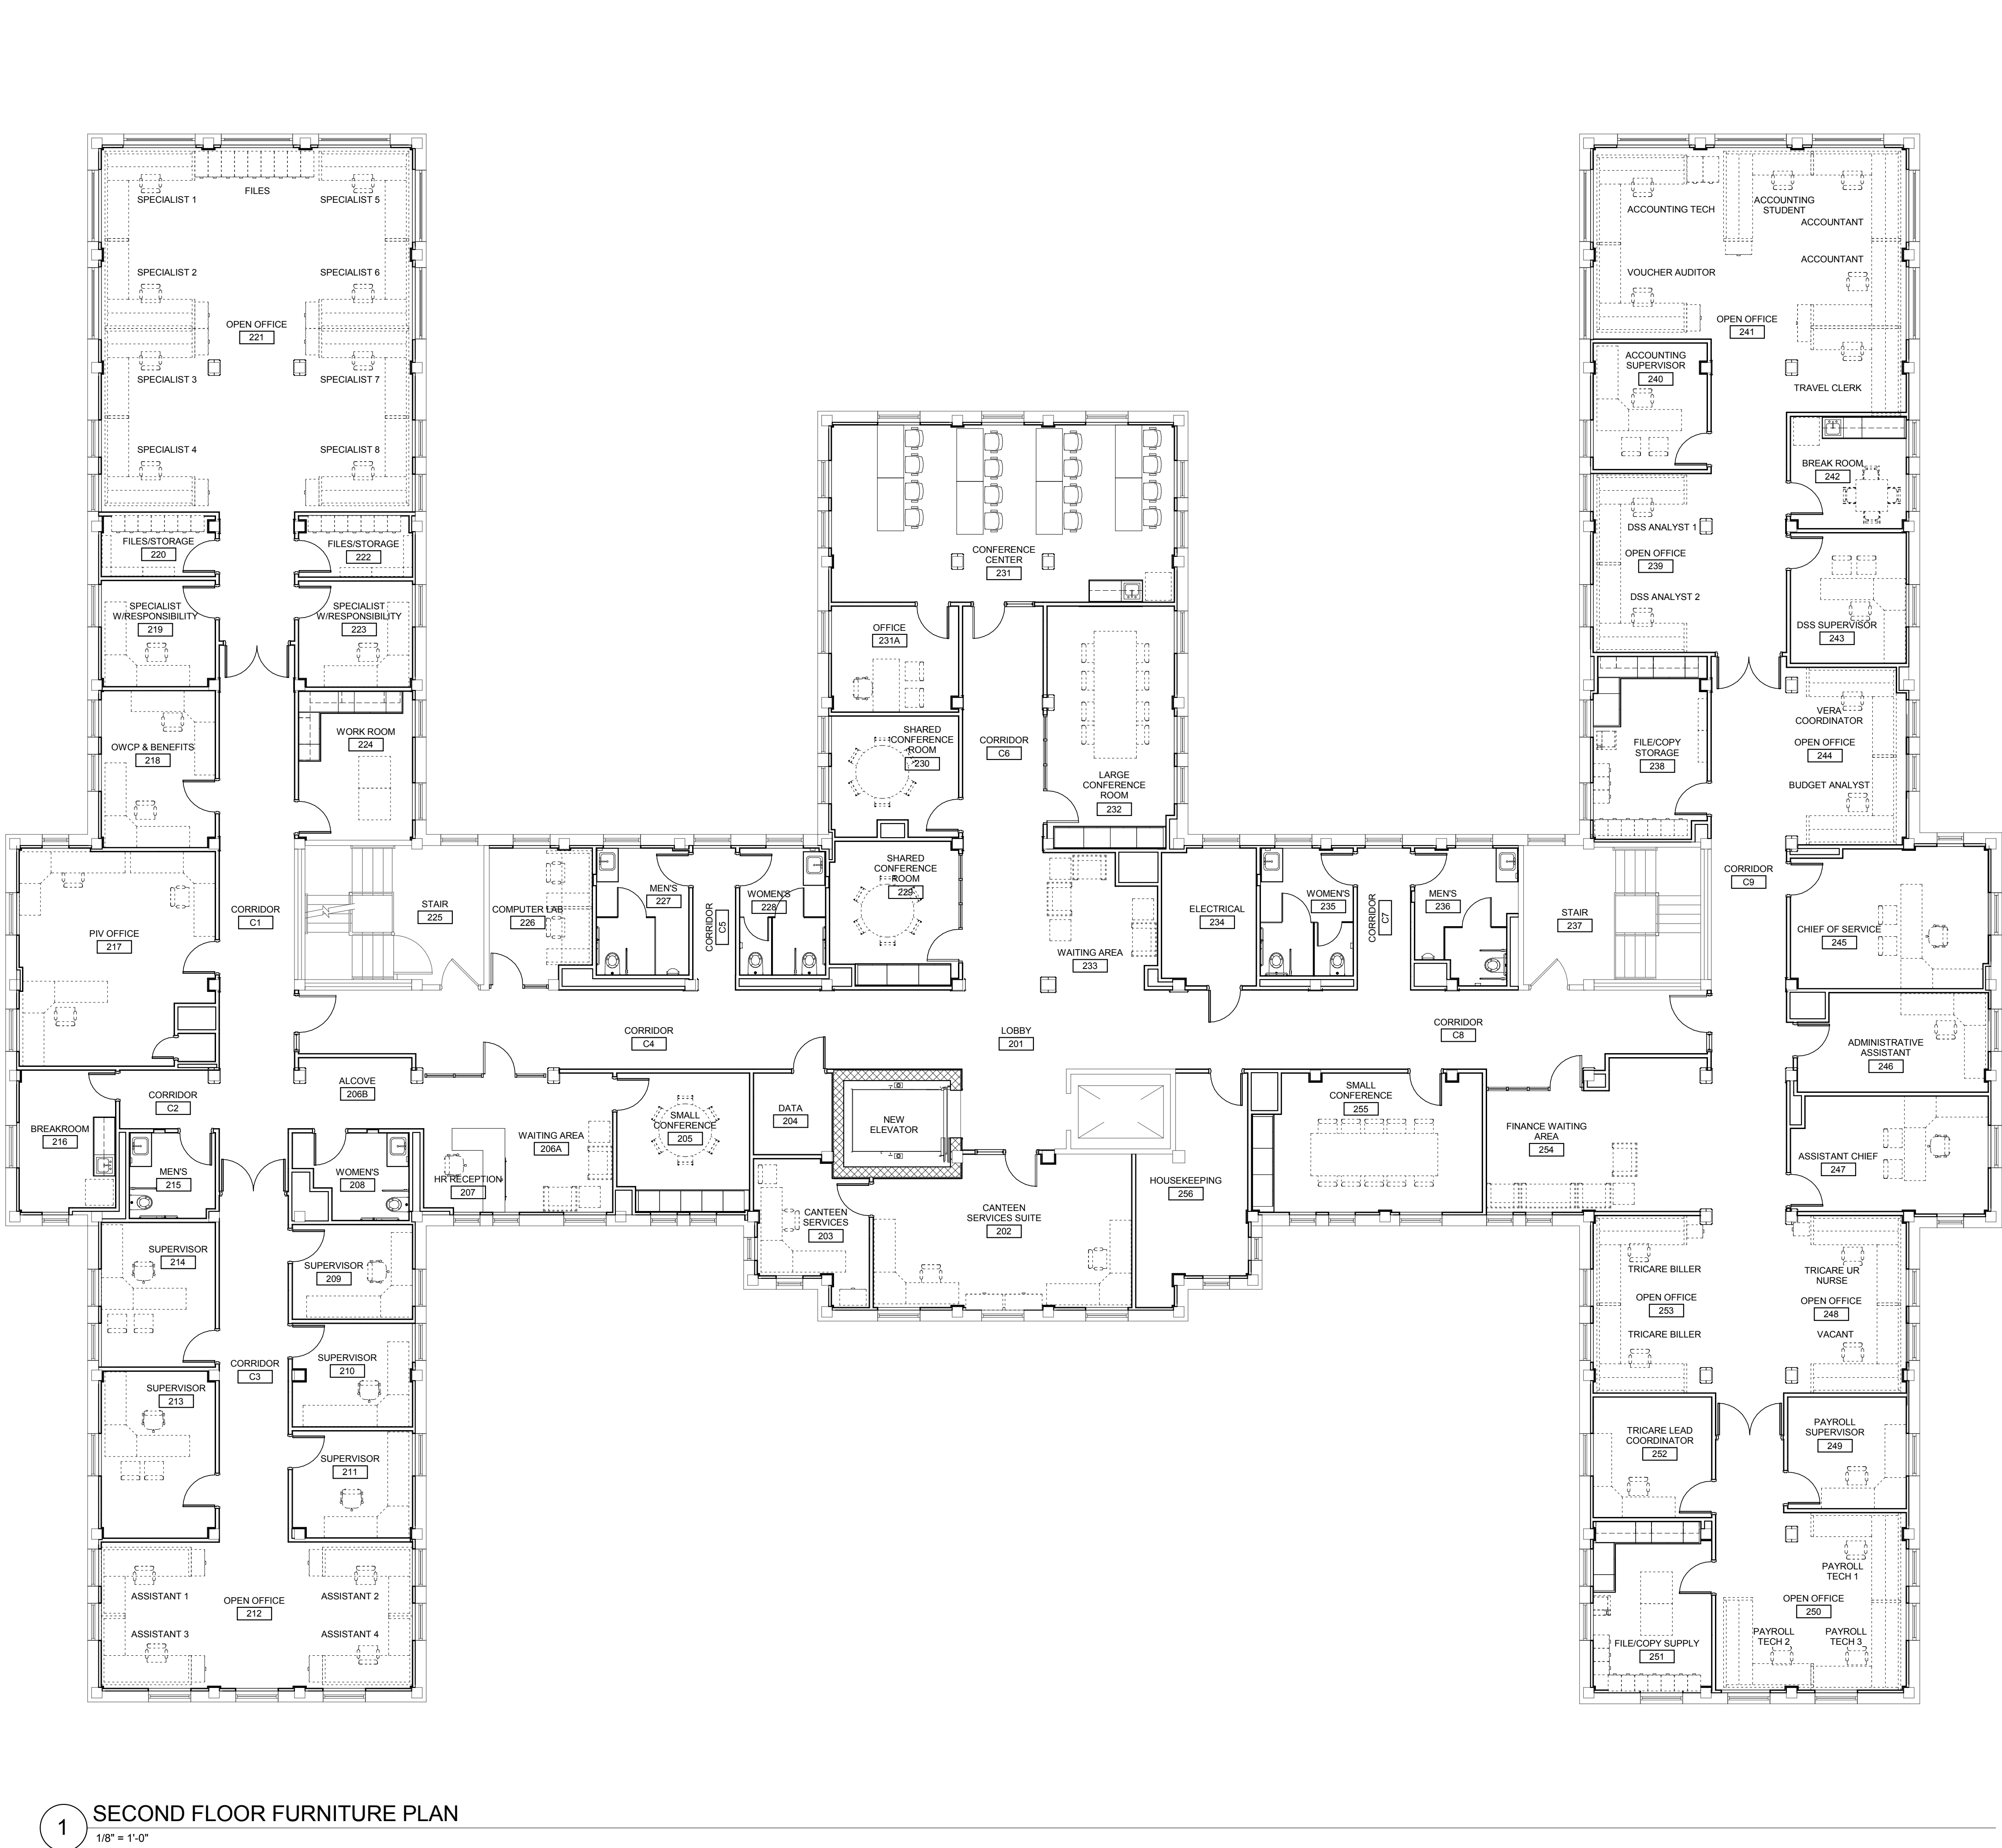 SPECIALIST 1
FILES
SPECIALIST 5
SPECIALIST 2
SPECIALIST 6
OPEN OFFICE
221
SPECIALIST 3
SPECIALIST 7
SPECIALIST 4
SPECIALIST 8
FILES/STORAGE
220
FILES/STORAGE
222
SPECIALIST
W/RESPONSIBILITY
219
SPECIALIST
W/RESPONSIBILITY
223
OWCP & BENEFITS
218
WORK ROOM
224
PIV OFFICE
217
CORRIDOR
C1
STAIR
225
COMPUTER LAB
226
MEN'S
227
CORRIDOR
C5
WOMEN'S
228
CONFERENCE
CENTER
231
OFFICE
231A
SHARED
CONFERENCE
ROOM
230
CORRIDOR
C6
LARGE
CONFERENCE
ROOM
232
SHARED
CONFERENCE
ROOM
229
WAITING AREA
233
ELECTRICAL
234
WOMEN'S
235
CORRIDOR
C7
MEN'S
236
STAIR
237
ACCOUNTING TECH
ACCOUNTING
STUDENT
ACCOUNTANT
ACCOUNTANT
VOUCHER AUDITOR
OPEN OFFICE
241
ACCOUNTING
SUPERVISOR
240
TRAVEL CLERK
BREAK ROOM
242
DSS ANALYST 1
OPEN OFFICE
239
DSS ANALYST 2
DSS SUPERVISOR
243
VERA
COORDINATOR
OPEN OFFICE
244
BUDGET ANALYST
FILE/COPY
STORAGE
238
CORRIDOR
C9
CHIEF OF SERVICE
245
ADMINISTRATIVE
ASSISTANT
246
ASSISTANT CHIEF
247
CORRIDOR
C4
LOBBY
201
CORRIDOR
C8
ALCOVE
206B
CORRIDOR
C2
BREAKROOM
216
MEN'S
215
WOMEN'S
208
HR RECEPTION
207
WAITING AREA
206A
SMALL
CONFERENCE
205
DATA
204
NEW
ELEVATOR
CANTEEN
SERVICES
203
CANTEEN
SERVICES SUITE
202
HOUSEKEEPING
256
SMALL
CONFERENCE
255
FINANCE WAITING
AREA
254
SUPERVISOR
214
SUPERVISOR
209
SUPERVISOR
213
CORRIDOR
C3
SUPERVISOR
210
SUPERVISOR
211
ASSISTANT 1
ASSISTANT 2
OPEN OFFICE
212
ASSISTANT 3
ASSISTANT 4
TRICARE BILLER
OPEN OFFICE
253
TRICARE BILLER
TRICARE UR
NURSE
OPEN OFFICE
248
VACANT
TRICARE LEAD
COORDINATOR
252
PAYROLL
SUPERVISOR
249
PAYROLL
TECH 1
OPEN OFFICE
250
PAYROLL
TECH 2
PAYROLL
TECH 3
FILE/COPY SUPPLY
251
1
SECOND FLOOR FURNITURE PLAN
1/8" = 1'-0"